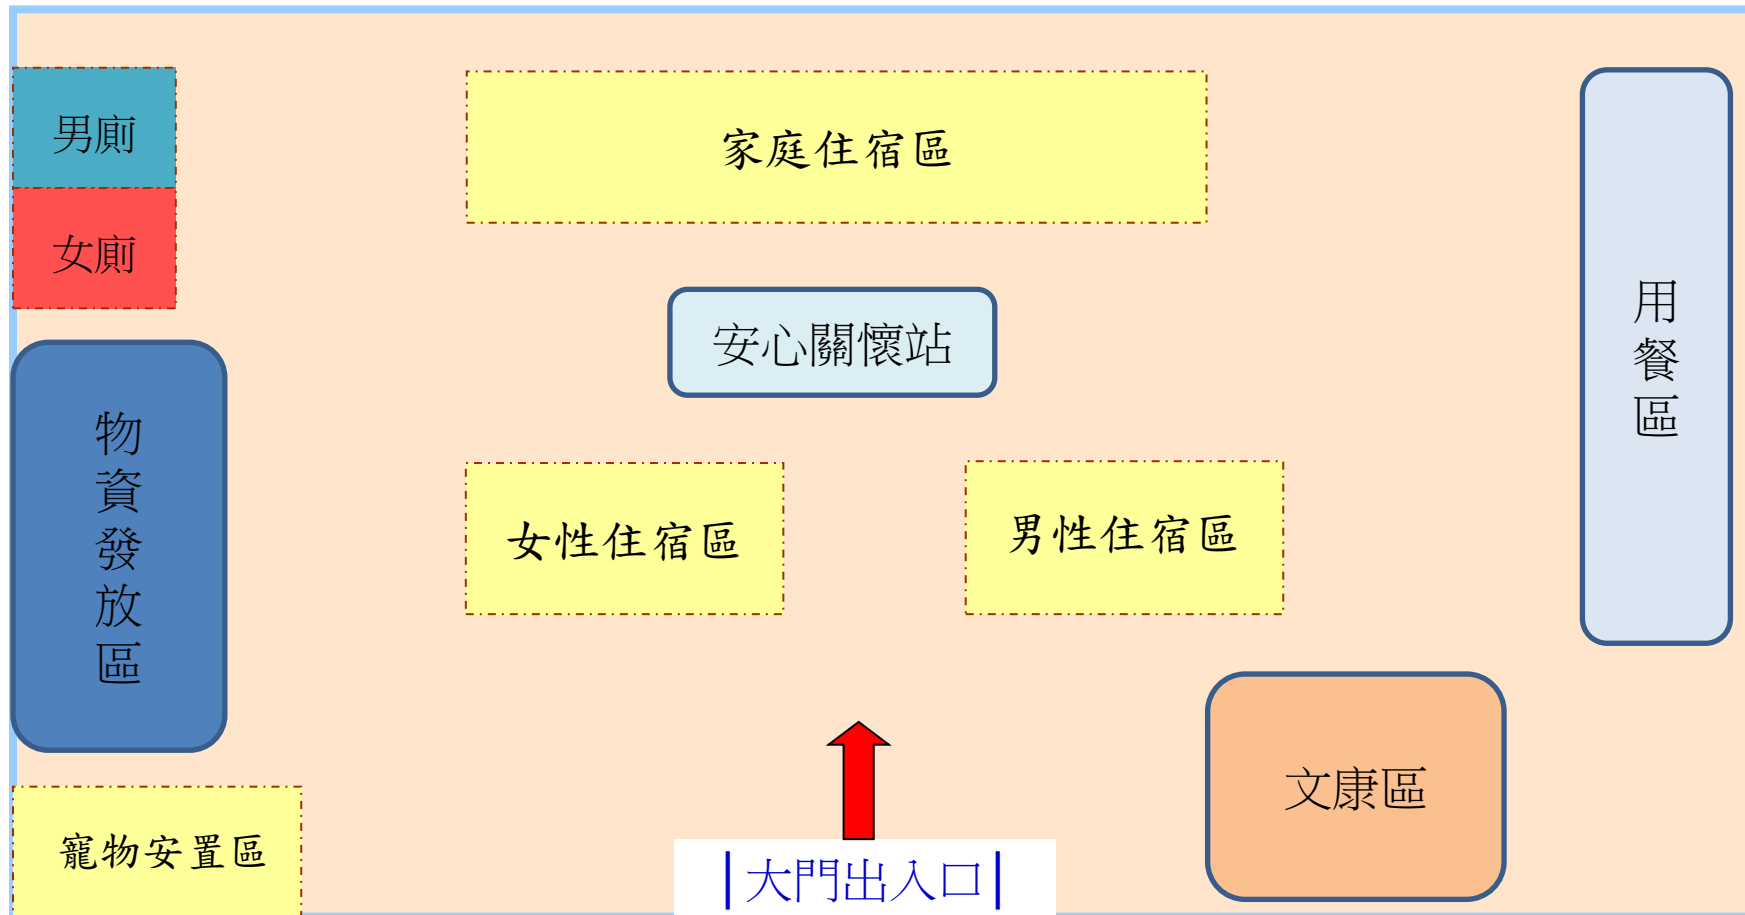 男廁
家庭住宿區
女廁
安心關懷站
用餐區
物資發放區
女性住宿區
男性住宿區
文康區
寵物安置區
|大門出入口|